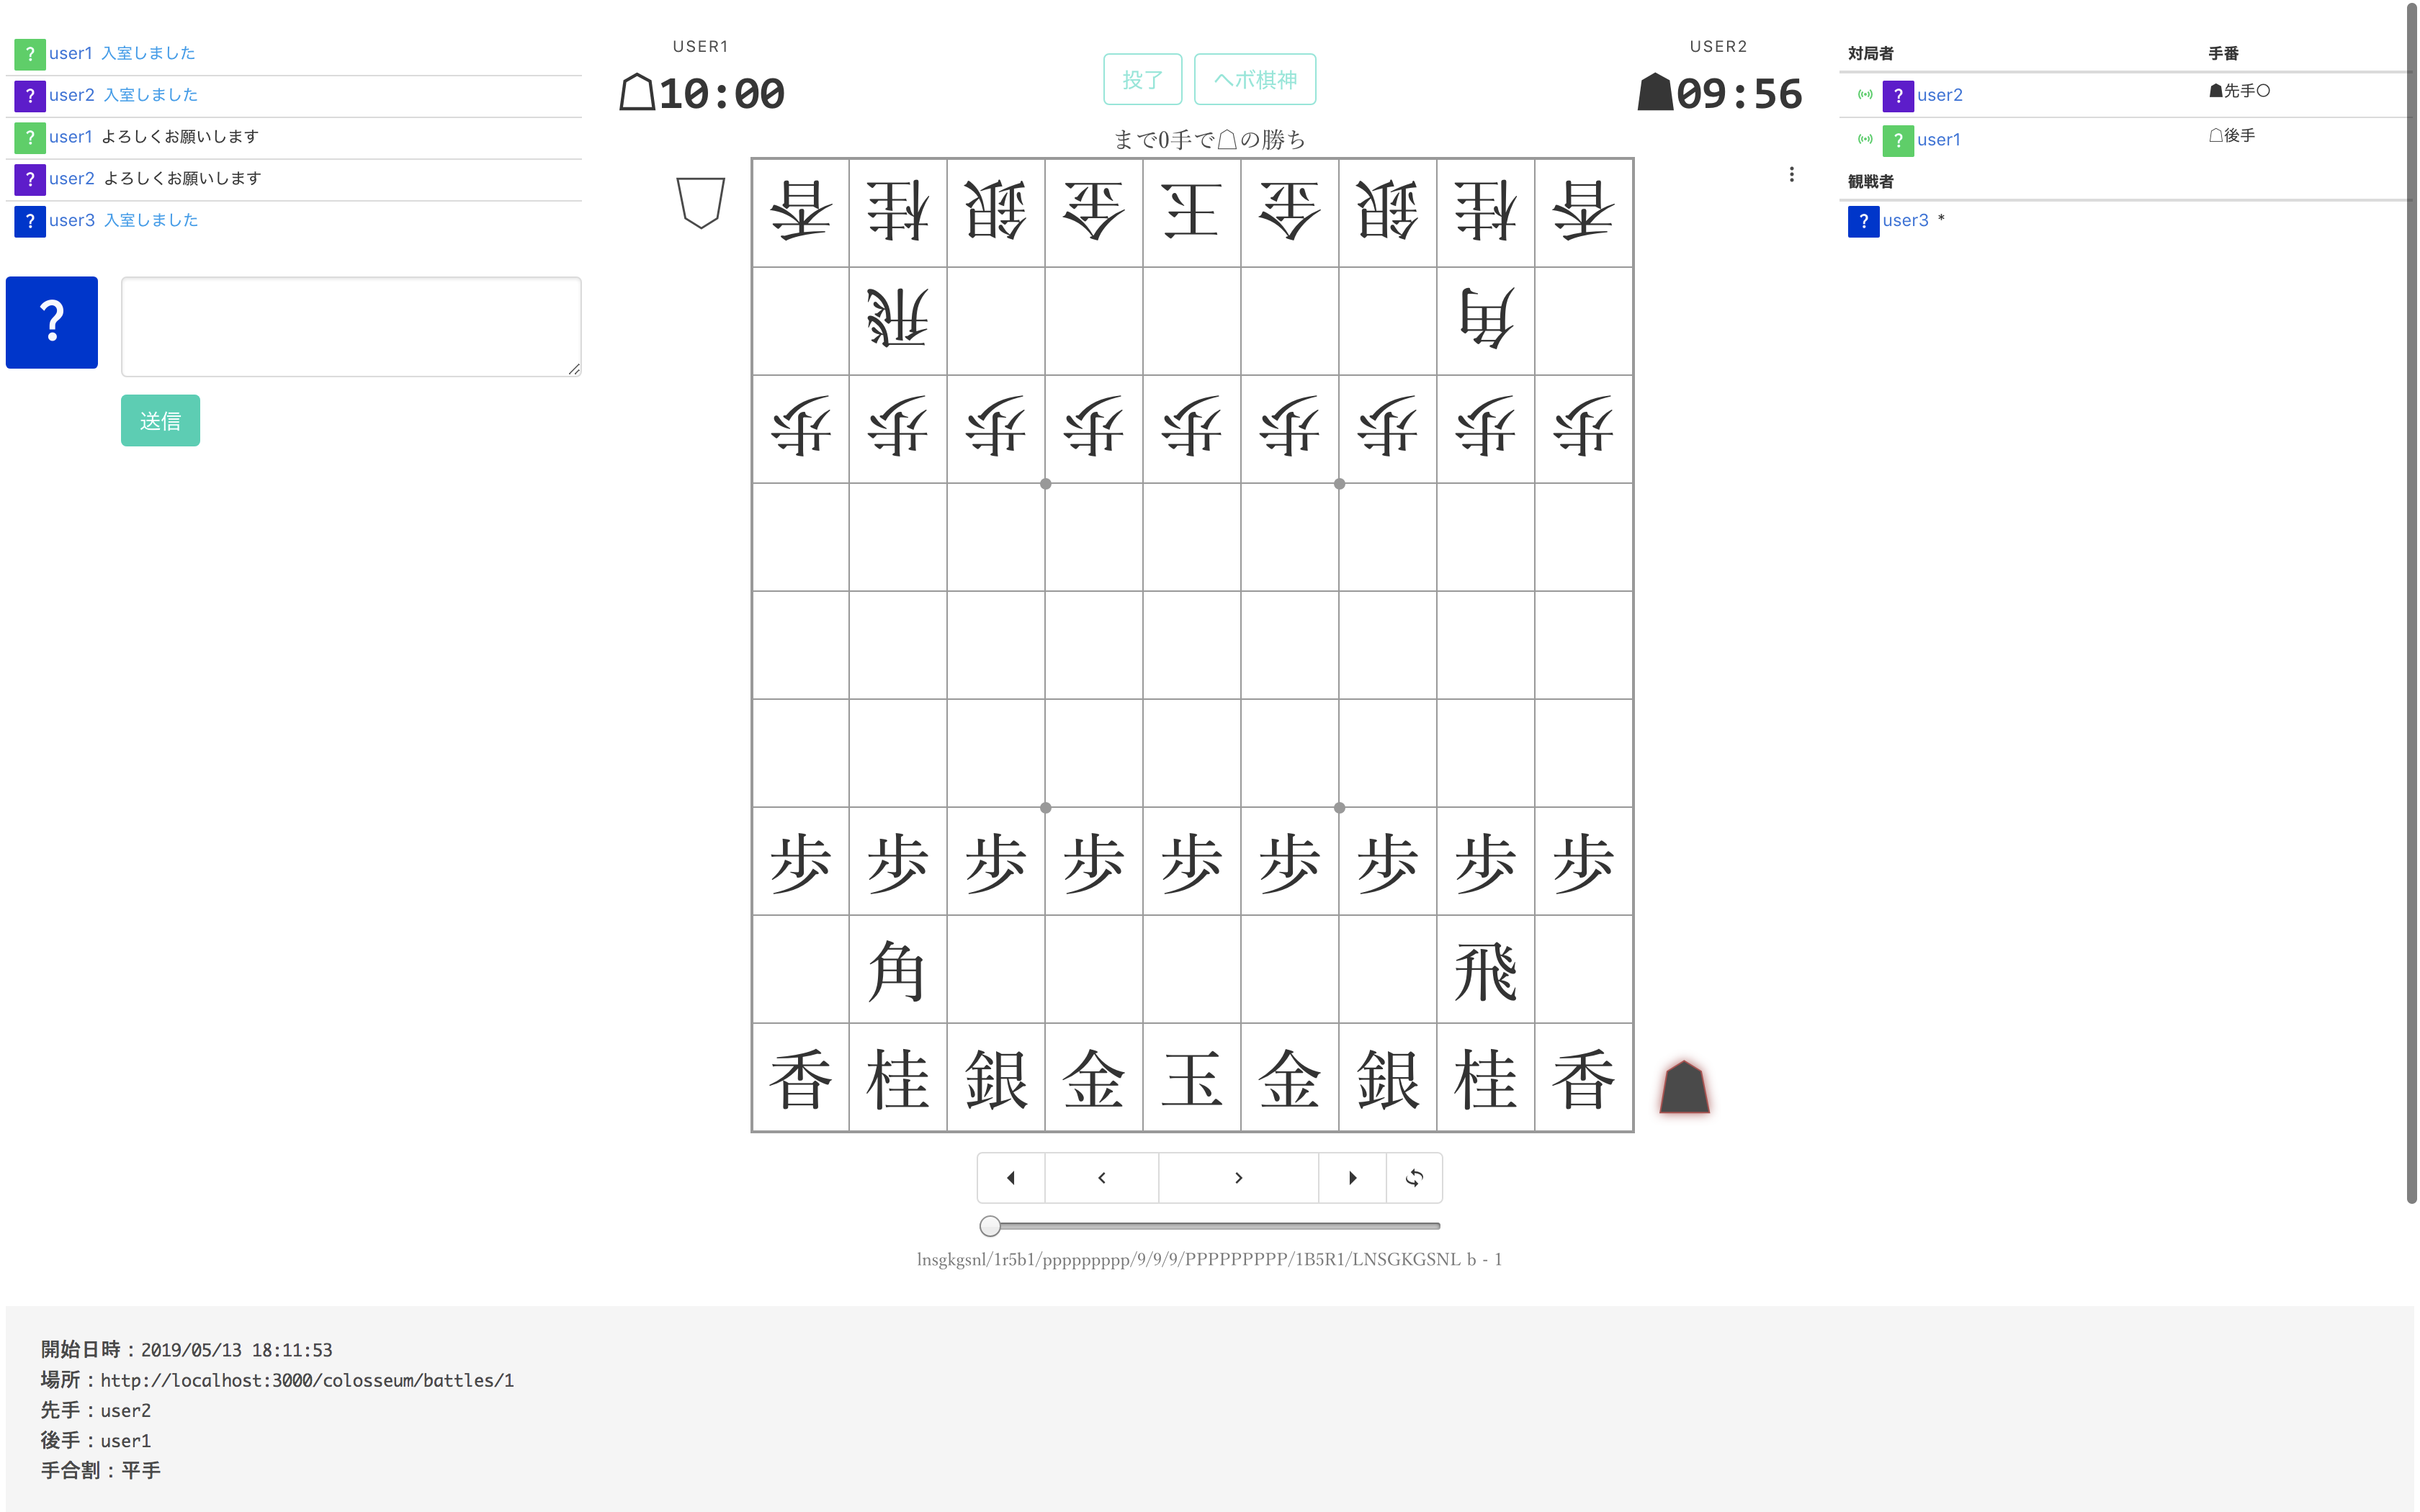 ? user1 入室しました
? user2 入室しました
? user1 よろしくお願いします
? user2 よろしくお願いします
? user3 入室しました
?
送信
USER1
☖10:00
投了 ヘボ棋神
USER2
☗09:56
まで0手で☖の勝ち
香 桂 銀 金 王 金 銀 桂 香
飛 角
歩 歩 歩 歩 歩 歩 歩 歩 歩
歩 歩 歩 歩 歩 歩 歩 歩 歩
角 飛
香 桂 銀 金 玉 金 銀 桂 香
lnsgkgsnl/1r5b1/ppppppppp/9/9/9/PPPPPPPPP/1B5R1/LNSGKGSNL b - 1
対局者 手番
? user2 ☗先手○
? user1 ☖後手
観戦者
? user3 *
開始日時：2019/05/13 18:11:53
場所：http://localhost:3000/colosseum/battles/1
先手：user2
後手：user1
手合割：平手